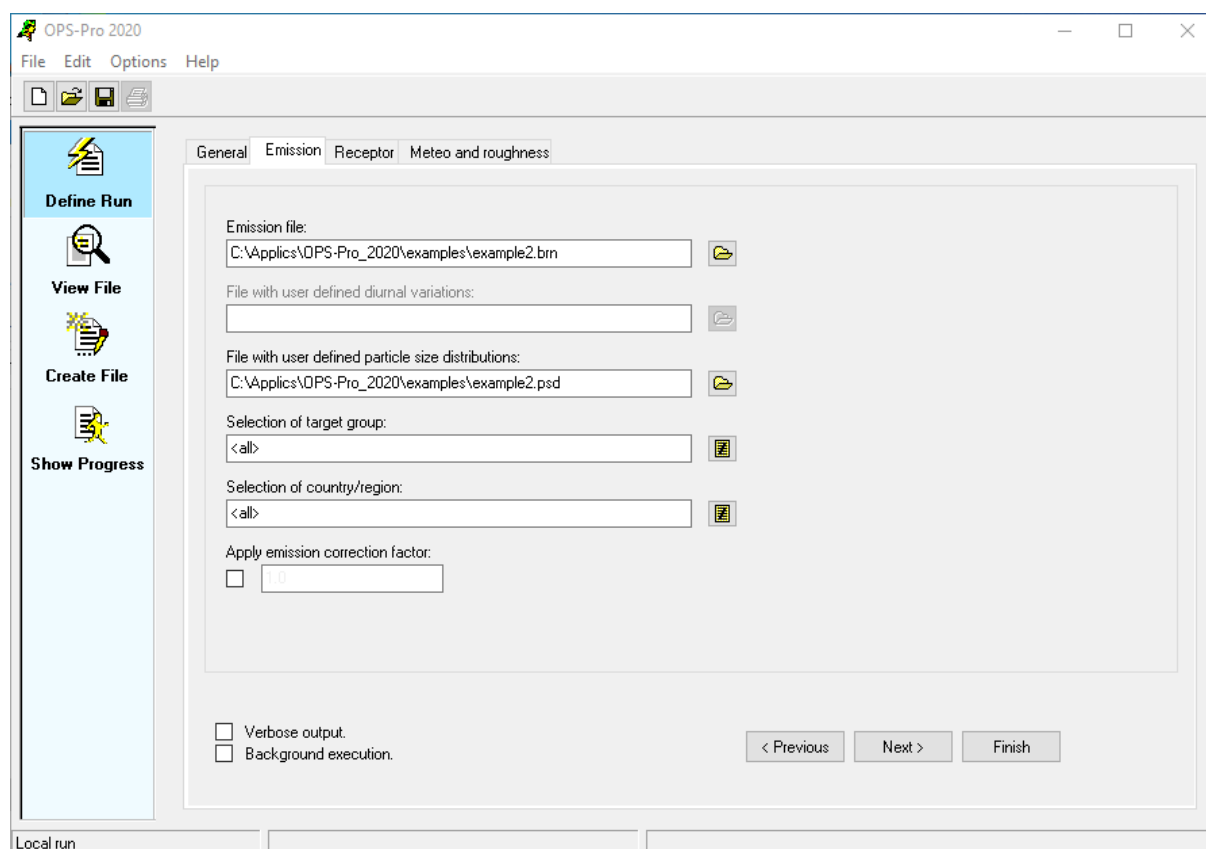 OPS-Pro 2020
File Edit Options Help
General Emission Receptor Meteo and roughness
Define Run
View File
Create File
Show Progress
Emission file:
C:\Applics\OPS-Pro_2020\examples\example2.brn
File with user defined diurnal variations:
File with user defined particle size distributions:
C:\Applics\OPS-Pro_2020\examples\example2.psd
Selection of target group:
<all>
Selection of country/region:
<all>
Apply emission correction factor:
1.0
Verbose output.
Background execution.
< Previous Next > Finish
Local run